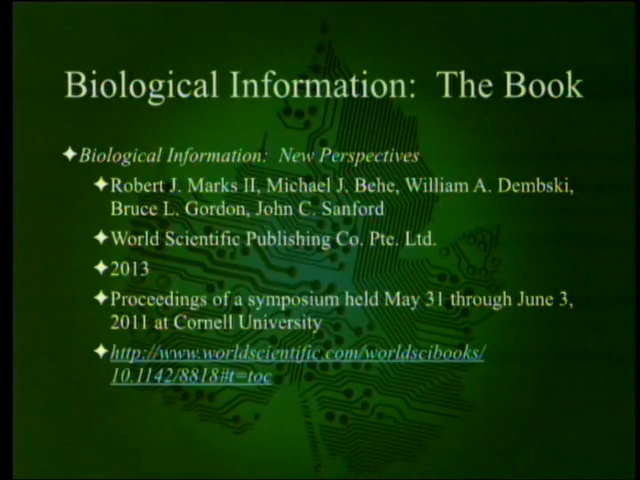 Biological Information: The Book
Biological Information: New Perspectives
Robert J. Marks II, Michael J. Behe, William A. Dembski,
Bruce L. Gordon, John C. Sanford
World Scientific Publishing Co. Pte. Ltd.
2013
Proceedings of a symposium held May 31 through June 3,
2011 at Cornell University
http://www.worldscientific.com/worldscibooks/
10.1142/8818#t=toc